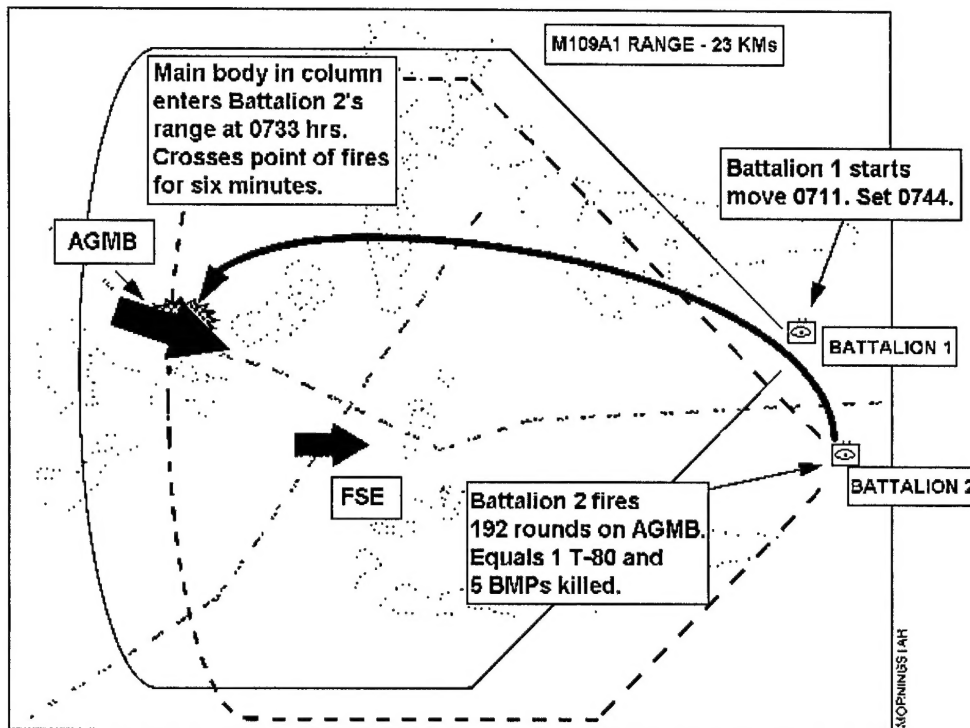 M109A1 RANGE - 23 KMs
Main body in column
enters Battalion 2's
range at 0733 hrs.
Crosses point of fires
for six minutes.
Battalion 1 starts
move 0711. Set 0744.
AGMB
BATTALION 1
FSE
BATTALION 2
Battalion 2 fires
192 rounds on AGMB.
Equals 1 T-80 and
5 BMPs killed.